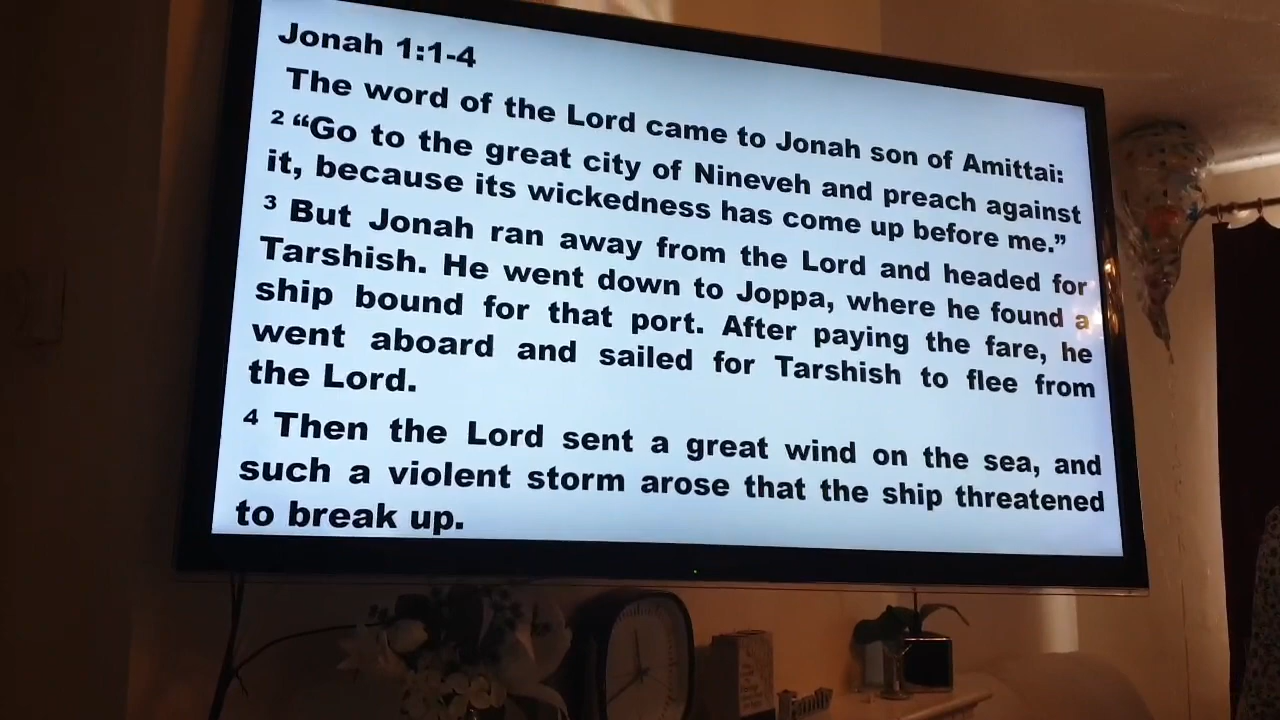 Jonah 1:1-4
The word of the Lord came to Jonah son of Amittai:
2 “Go to the great city of Nineveh and preach against
it, because its wickedness has come up before me.”
3 But Jonah ran away from the Lord and headed for
Tarshish. He went down to Joppa, where he found a
ship bound for that port. After paying the fare, he
went aboard and sailed for Tarshish to flee from
the Lord.
4 Then the Lord sent a great wind on the sea, and
such a violent storm arose that the ship threatened
to break up.
Family